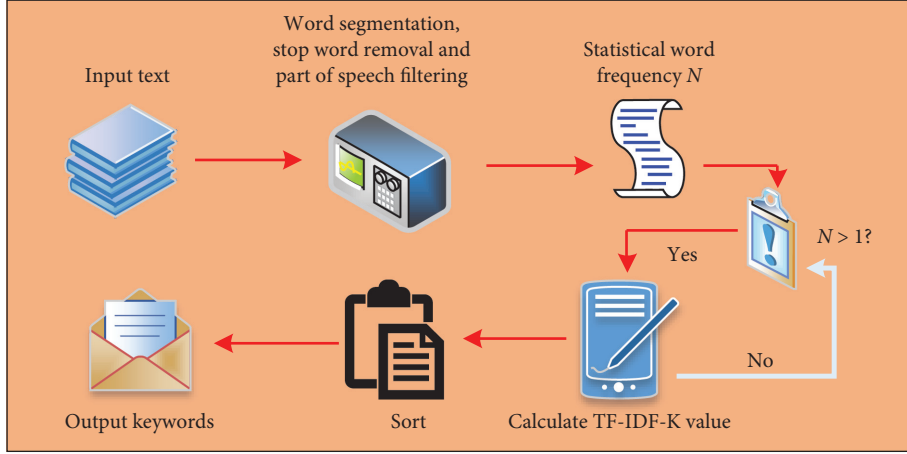 Input text
Word segmentation,
stop word removal and
part of speech filtering
Statistical word
frequency N
N > 1?
Yes
No
Calculate TF-IDF-K value
Sort
Output keywords